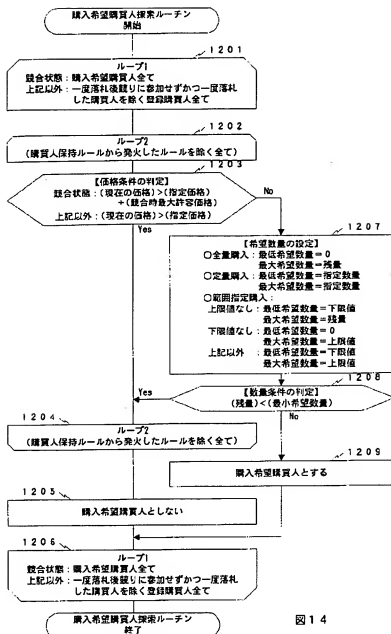 購入希望購買人探索ルーチン
開始
1201
ループ1
競合状態：購入希望購買人全て
上記以外：一度落札後競りに参加せずかつ一度落札
した購買人を除く登録購買人全て
1202
ループ2
(購買人保持ルールから発火したルールを除く全て)
1203
【価格条件の判定】
競合状態：(現在の価格)>(指定価格)
+(競合時最大許容価格)
上記以外：(現在の価格)>(指定価格)
No
Yes
1207
【希望数量の設定】
○全量購入：最低希望数量＝0
最大希望数量＝残量
○定量購入：最低希望数量＝指定数量
最大希望数量＝指定数量
○範囲指定購入：
上限値なし：最低希望数量＝下限値
最大希望数量＝残量
下限値なし：最低希望数量＝0
最大希望数量＝上限値
上記以外 ：最低希望数量＝下限値
最大希望数量＝上限値
1208
【数量条件の判定】
(残量)<(最小希望数量)
Yes
No
1204
ループ2
(購買人保持ルールから発火したルールを除く全て)
1209
購入希望購買人とする
1205
購入希望購買人としない
1206
ループ1
競合状態：購入希望購買人全て
上記以外：一度落札後競りに参加せずかつ一度落札
した購買人を除く登録購買人全て
購入希望購買人探索ルーチン
終了
図14